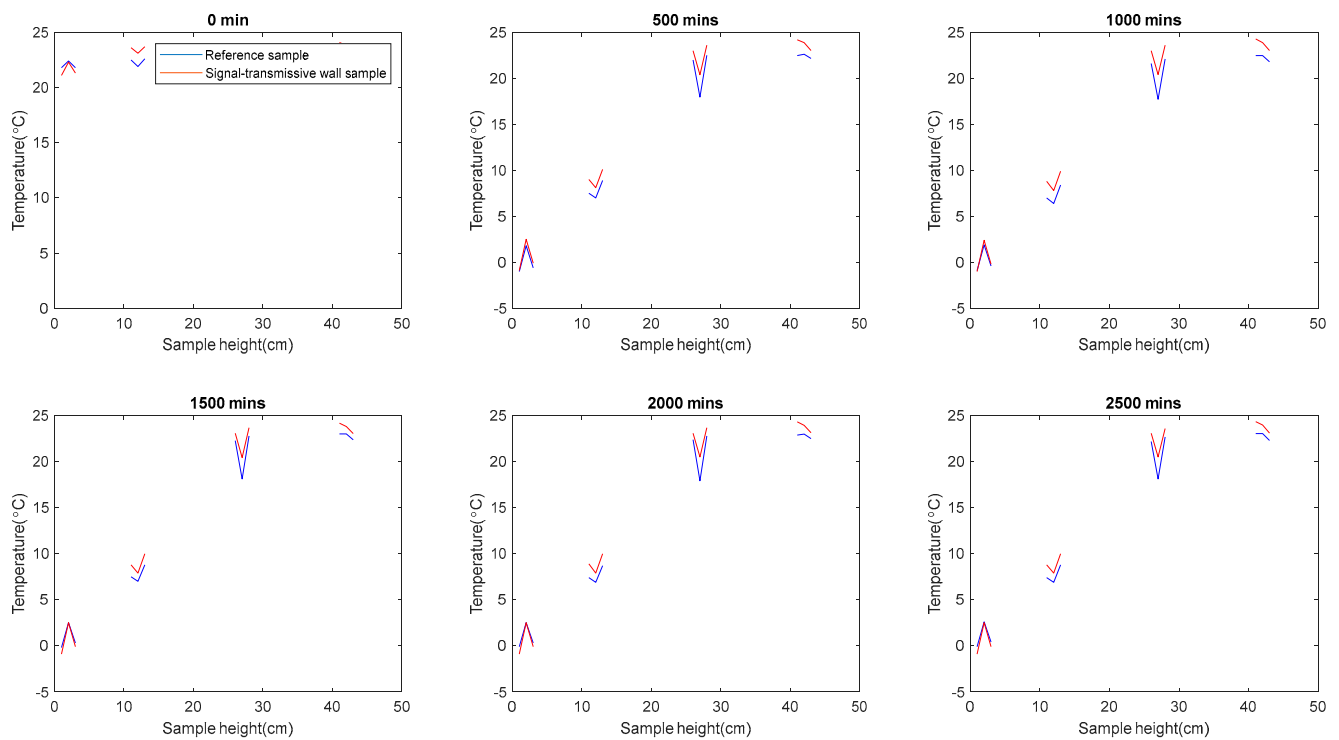 0 min
25
20
15
10
5
0
Temperature(°C)
0 10 20 30 40 50
Sample height(cm)
Reference sample
Signal-transmissive wall sample
500 mins
25
20
15
10
5
0
-5
Temperature(°C)
0 10 20 30 40 50
Sample height(cm)
1000 mins
25
20
15
10
5
0
-5
Temperature(°C)
0 10 20 30 40 50
Sample height(cm)
1500 mins
25
20
15
10
5
0
-5
Temperature(°C)
0 10 20 30 40 50
Sample height(cm)
2000 mins
25
20
15
10
5
0
-5
Temperature(°C)
0 10 20 30 40 50
Sample height(cm)
2500 mins
25
20
15
10
5
0
-5
Temperature(°C)
0 10 20 30 40 50
Sample height(cm)